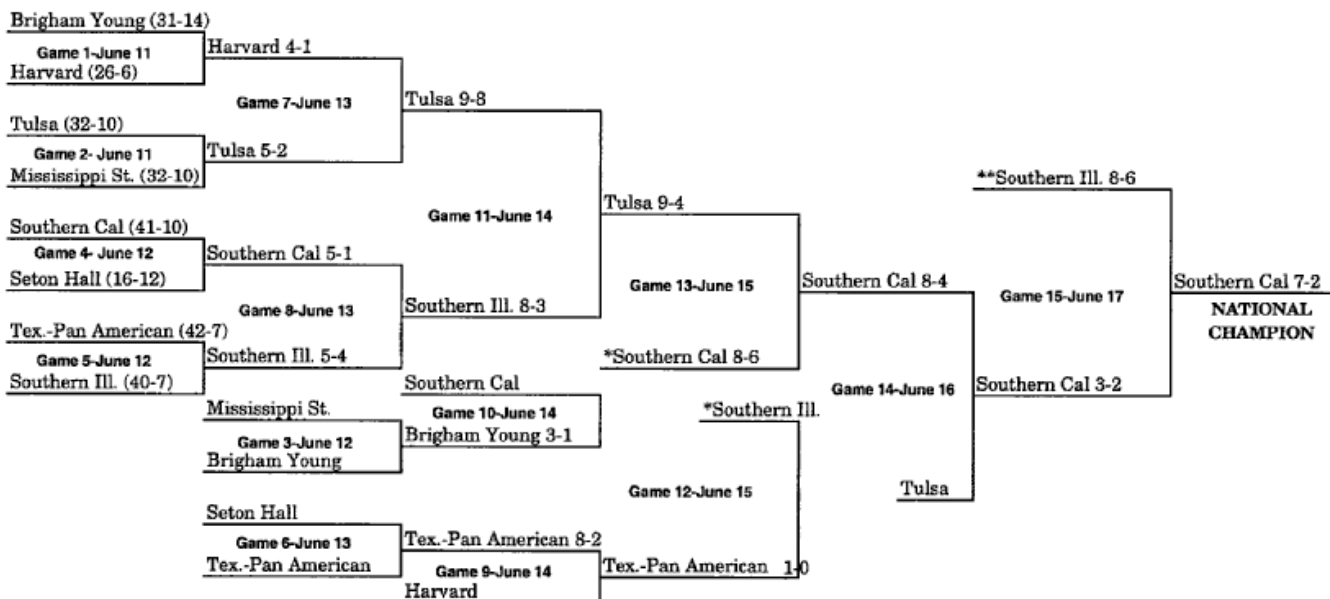 Brigham Young (31-14)
Game 1-June 11
Harvard (26-6)
Harvard 4-1
Game 7-June 13
Tulsa 9-8
Tulsa (32-10)
Game 2- June 11
Mississippi St. (32-10)
Tulsa 5-2
Game 11-June 14
Tulsa 9-4
Southern Cal (41-10)
Game 4- June 12
Seton Hall (16-12)
Southern Cal 5-1
Game 8-June 13
Southern Ill. 8-3
Tex.-Pan American (42-7)
Game 5-June 12
Southern Ill. (40-7)
Southern Ill. 5-4
Game 13-June 15
*Southern Cal 8-6
Southern Cal 8-4
**Southern Ill. 8-6
Game 15-June 17
Southern Cal 7-2
NATIONAL
CHAMPION
Game 14-June 16
Southern Cal 3-2
Tulsa
Southern Cal
Game 10-June 14
Brigham Young 3-1
Mississippi St.
Game 3-June 12
Brigham Young
*Southern Ill.
Game 12-June 15
Tex.-Pan American 1-0
Seton Hall
Game 6-June 13
Tex.-Pan American
Tex.-Pan American 8-2
Game 9-June 14
Harvard